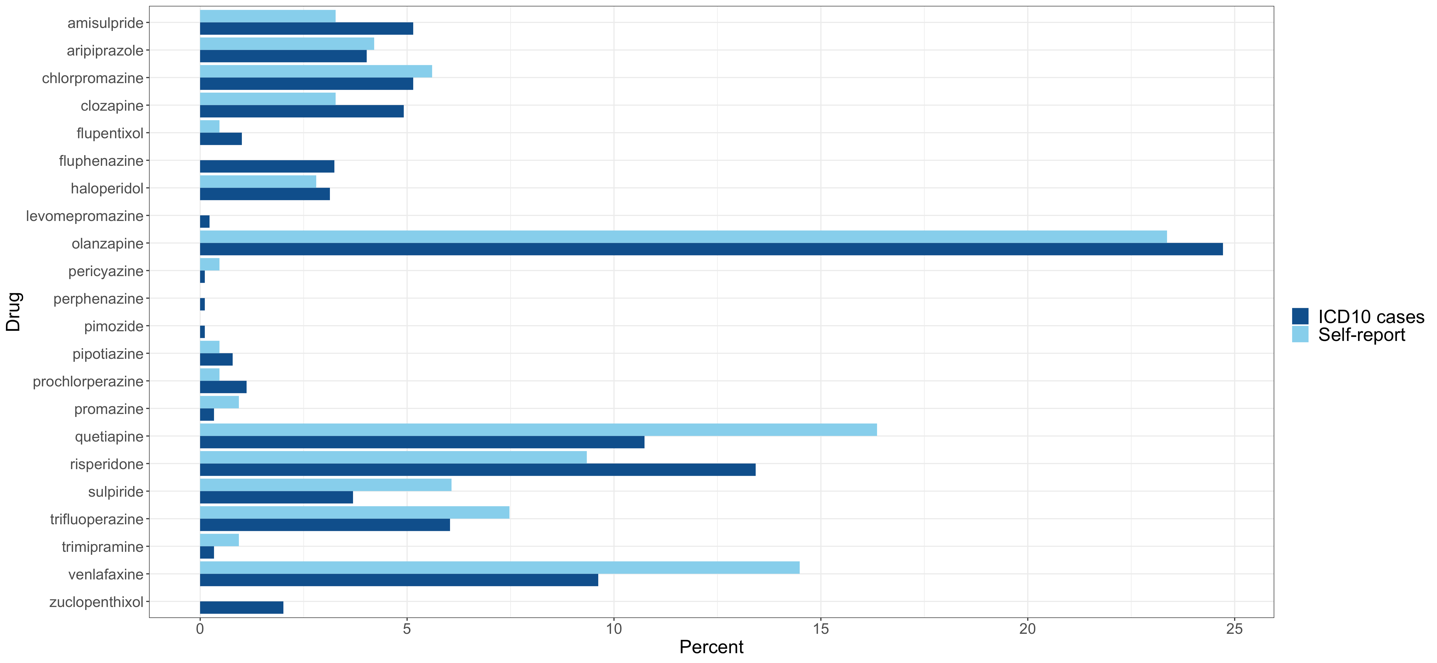 amisulpride
aripiprazole
chlorpromazine
clozapine
flupentixol
fluphenazine
haloperidol
levomepromazine
olanzapine
pericyazine
perphenazine
pimozide
pipotiazine
prochlorperazine
promazine
quetiapine
risperidone
sulpiride
trifluoperazine
trimipramine
venlafaxine
zuclopenthixol
Drug
0 5 10 15 20 25
Percent
ICD10 cases
Self-report